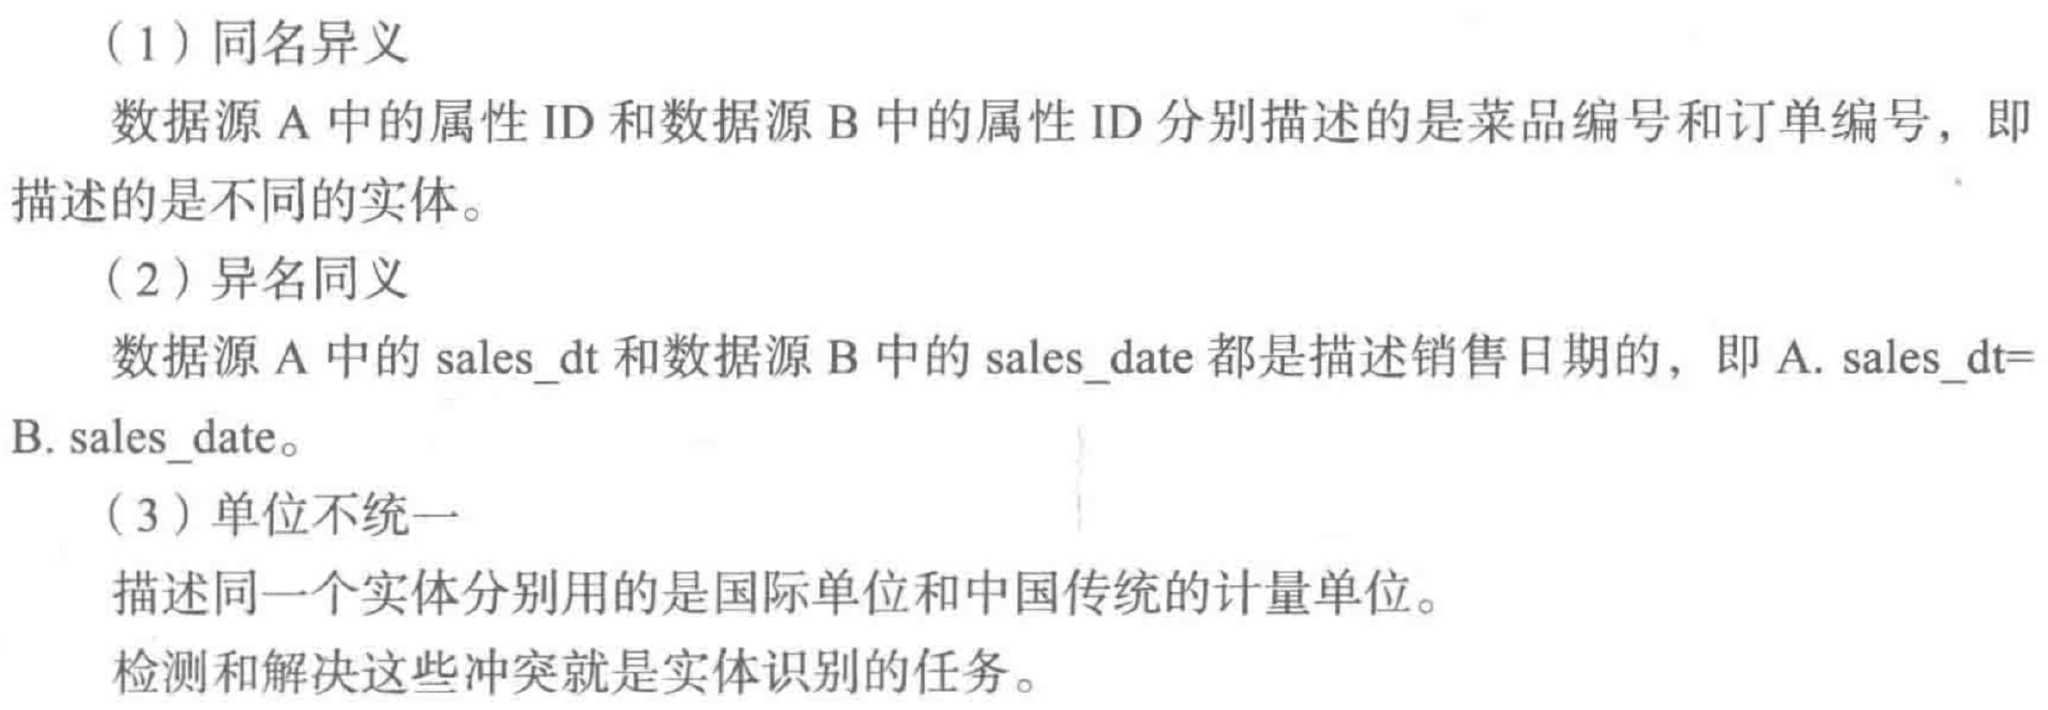 （1）同名异义
数据源 A 中的属性 ID 和数据源 B 中的属性 ID 分别描述的是菜品编号和订单编号，即
描述的是不同的实体。
（2）异名同义
数据源 A 中的 sales_dt 和数据源 B 中的 sales_date 都是描述销售日期的，即 A. sales_dt=
B. sales_date。
（3）单位不统一
描述同一个实体分别用的是国际单位和中国传统的计量单位。
检测和解决这些冲突就是实体识别的任务。